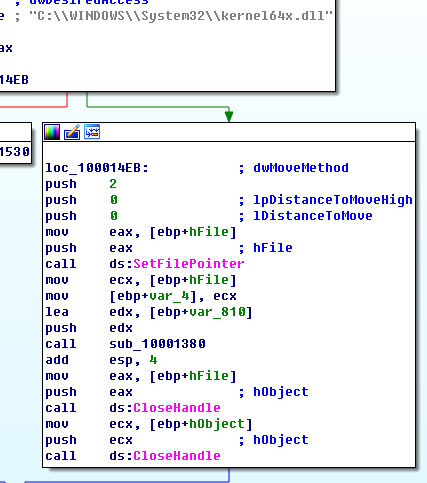 ; dwDesiredAccess
e ; "C:\\WINDOWS\\System32\\kernel64x.dll"
ax
014EB
1530
loc_100014EB: ; dwMoveMethod
push 2
push 0 ; lpDistanceToMoveHigh
push 0 ; lDistanceToMove
mov eax, [ebp+hFile]
push eax ; hFile
call ds:SetFilePointer
mov ecx, [ebp+hFile]
mov [ebp+var_4], ecx
lea edx, [ebp+var_810]
push edx
call sub_10001380
add esp, 4
mov eax, [ebp+hFile]
push eax ; hObject
call ds:CloseHandle
mov ecx, [ebp+hObject]
push ecx ; hObject
call ds:CloseHandle